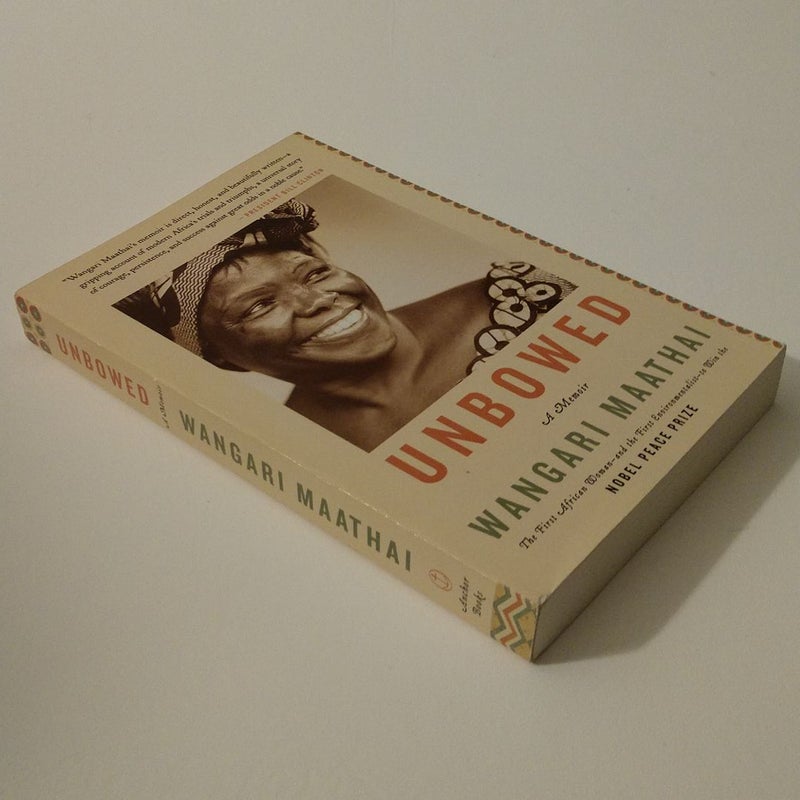 "Wangari Maathai's memoir is direct, honest, and beautifully written—a
gripping account of modern Africa's trials and triumphs, a universal story
of courage, persistence, and success against great odds in a noble cause."
—PRESIDENT BILL CLINTON
UNBOWED
A Memoir
WANGARI MAATHAI
The First African Woman—and the First Environmentalist—to Win the
NOBEL PEACE PRIZE
UNBOWED
A Memoir
WANGARI MAATHAI
Anchor
Books